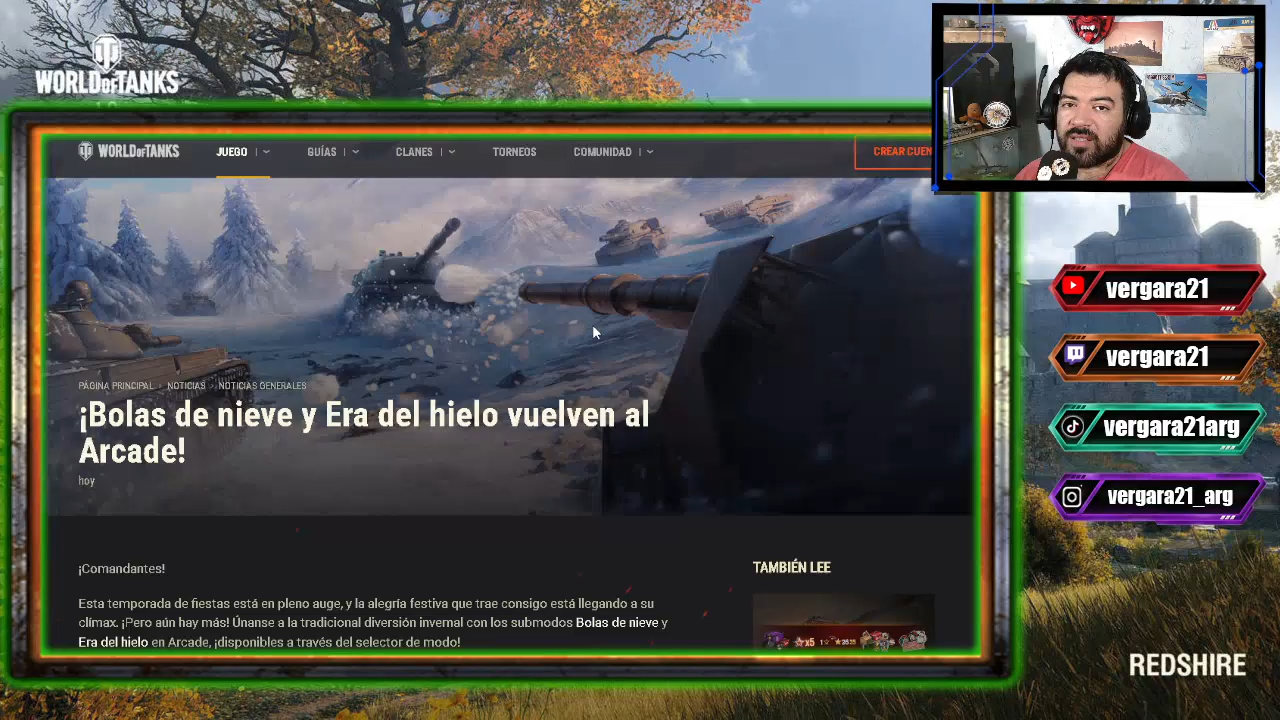 WORLD OF TANKS
WORLD OF TANKS
JUEGO
GUÍAS
CLANES
TORNEOS
COMUNIDAD
CREAR CUEN
PÁGINA PRINCIPAL
NOTICIAS
NOTICIAS GENERALES
¡Bolas de nieve y Era del hielo vuelven al
Arcade!
hoy
¡Comandantes!
Esta temporada de fiestas está en pleno auge, y la alegría festiva que trae consigo está llegando a su
clímax. ¡Pero aún hay más! Únanse a la tradicional diversión invernal con los submodos Bolas de nieve y
Era del hielo en Arcade, ¡disponibles a través del selector de modo!
TAMBIÉN LEE
x5
vergara21
vergara21
vergara21arg
vergara21_arg
REDSHIRE